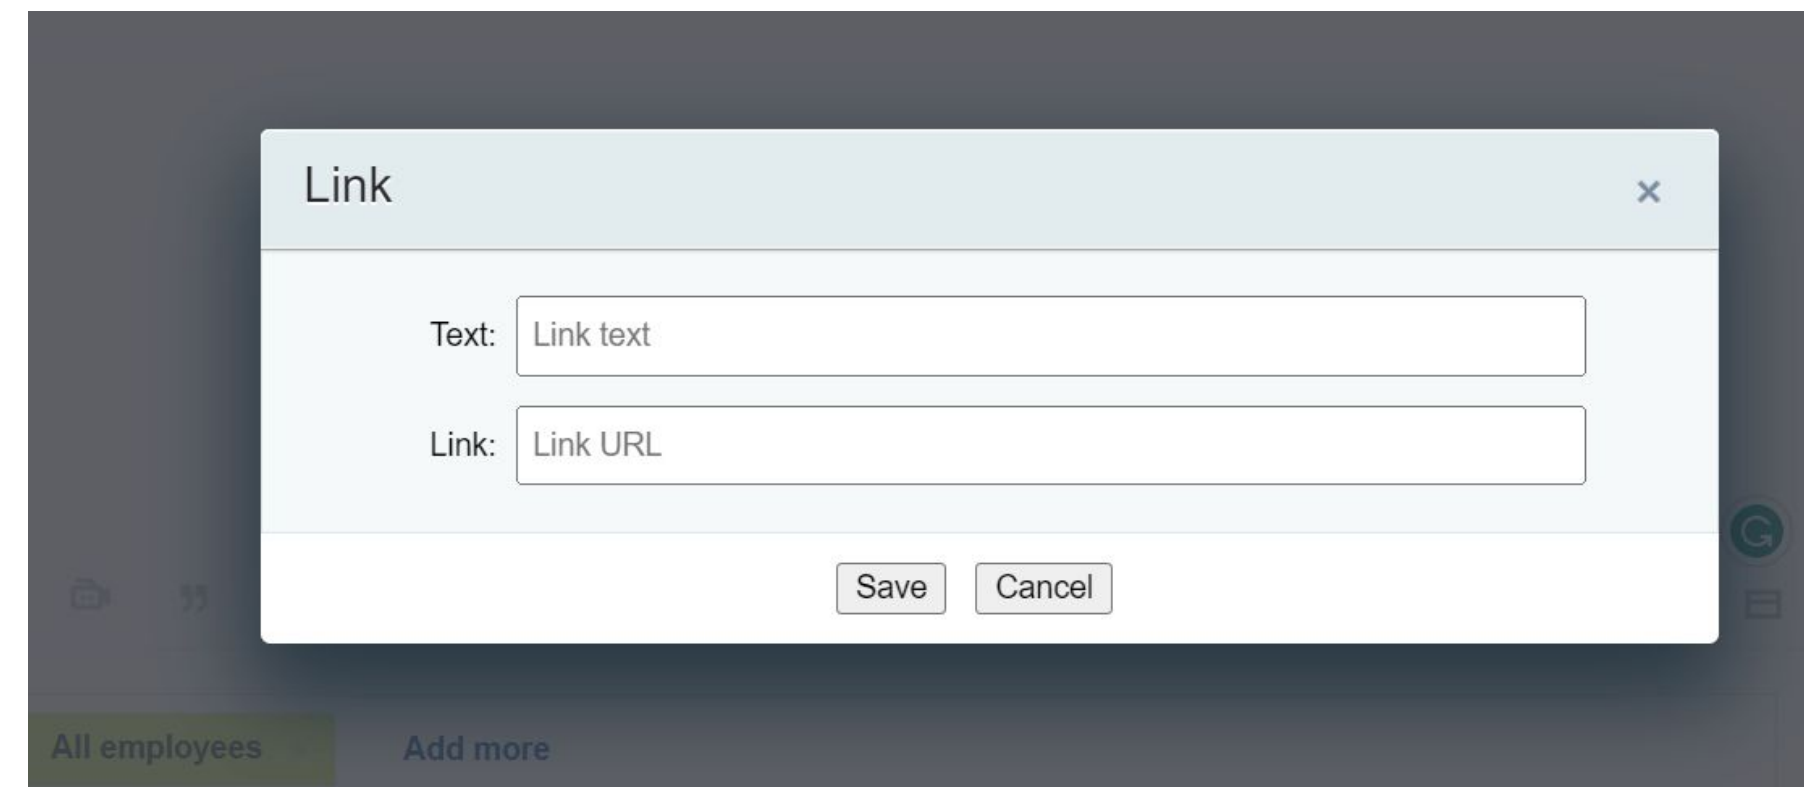 Link
×
Text: Link text
Link: Link URL
Save Cancel
All employees Add more